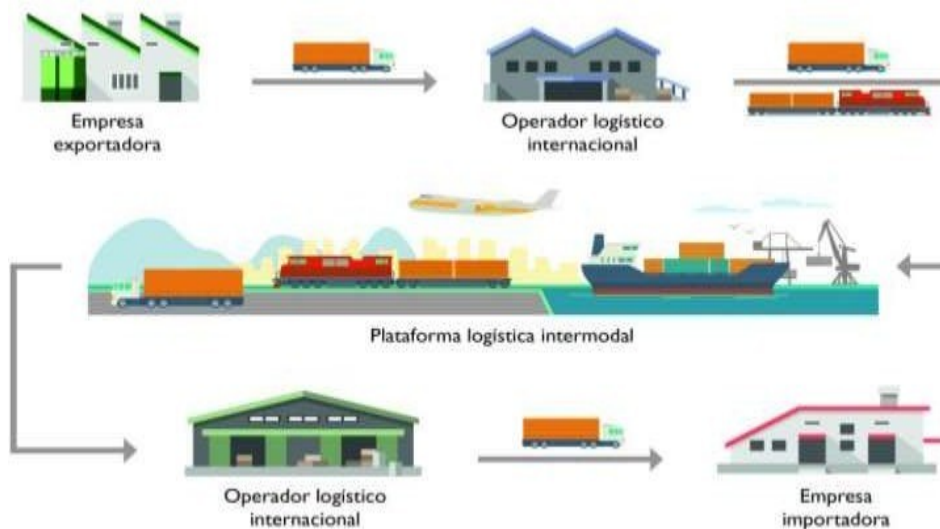 Empresa
exportadora
Operador logístico
internacional
Plataforma logística intermodal
Operador logístico
internacional
Empresa
importadora